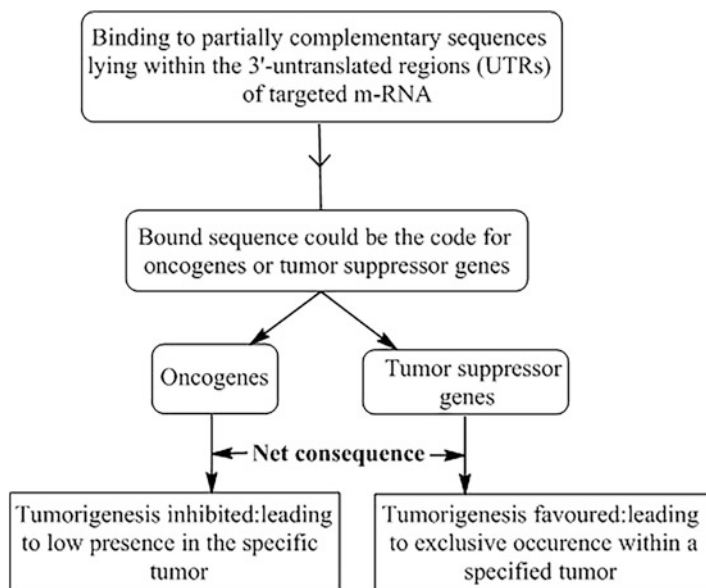 Binding to partially complementary sequences
lying within the 3'-untranslated regions (UTRs)
of targeted m-RNA
Bound sequence could be the code for
oncogenes or tumor suppressor genes
Oncogenes
Tumor suppressor
genes
Net consequence
Tumorigenesis inhibited:leading
to low presence in the specific
tumor
Tumorigenesis favoured:leading
to exclusive occurence within a
specified tumor